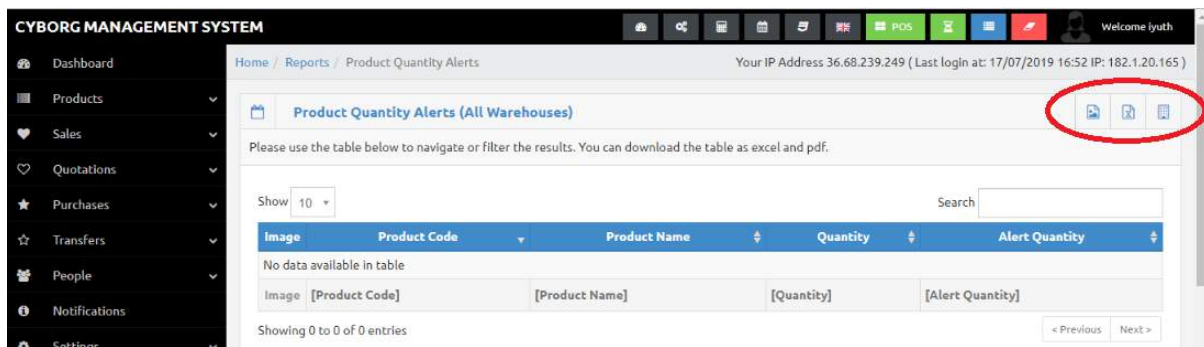 CYBORG MANAGEMENT SYSTEM POS Welcome iyuth
Dashboard
Products
Sales
Quotations
Purchases
Transfers
People
Notifications
Settings
Home / Reports / Product Quantity Alerts Your IP Address 36.68.239.249 ( Last login at: 17/07/2019 16:52 IP: 182.1.20.165 )
Product Quantity Alerts (All Warehouses)
Please use the table below to navigate or filter the results. You can download the table as excel and pdf.
Show 10 Search
Image Product Code Product Name Quantity Alert Quantity
No data available in table
Image [Product Code] [Product Name] [Quantity] [Alert Quantity]
Showing 0 to 0 of 0 entries < Previous Next >